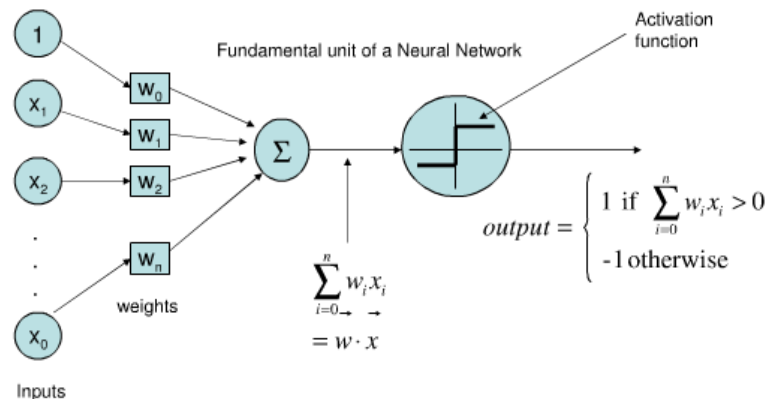 Activation
function
Fundamental unit of a Neural Network
1
x₁
x₂
.
.
.
x₀
Inputs
w₀
w₁
w₂
wₙ
weights
Σ
n
∑ wᵢxᵢ
i=0
= w⃗ · x⃗
output = { 1 if ∑ⁿᵢ₌₀ wᵢxᵢ > 0
-1 otherwise